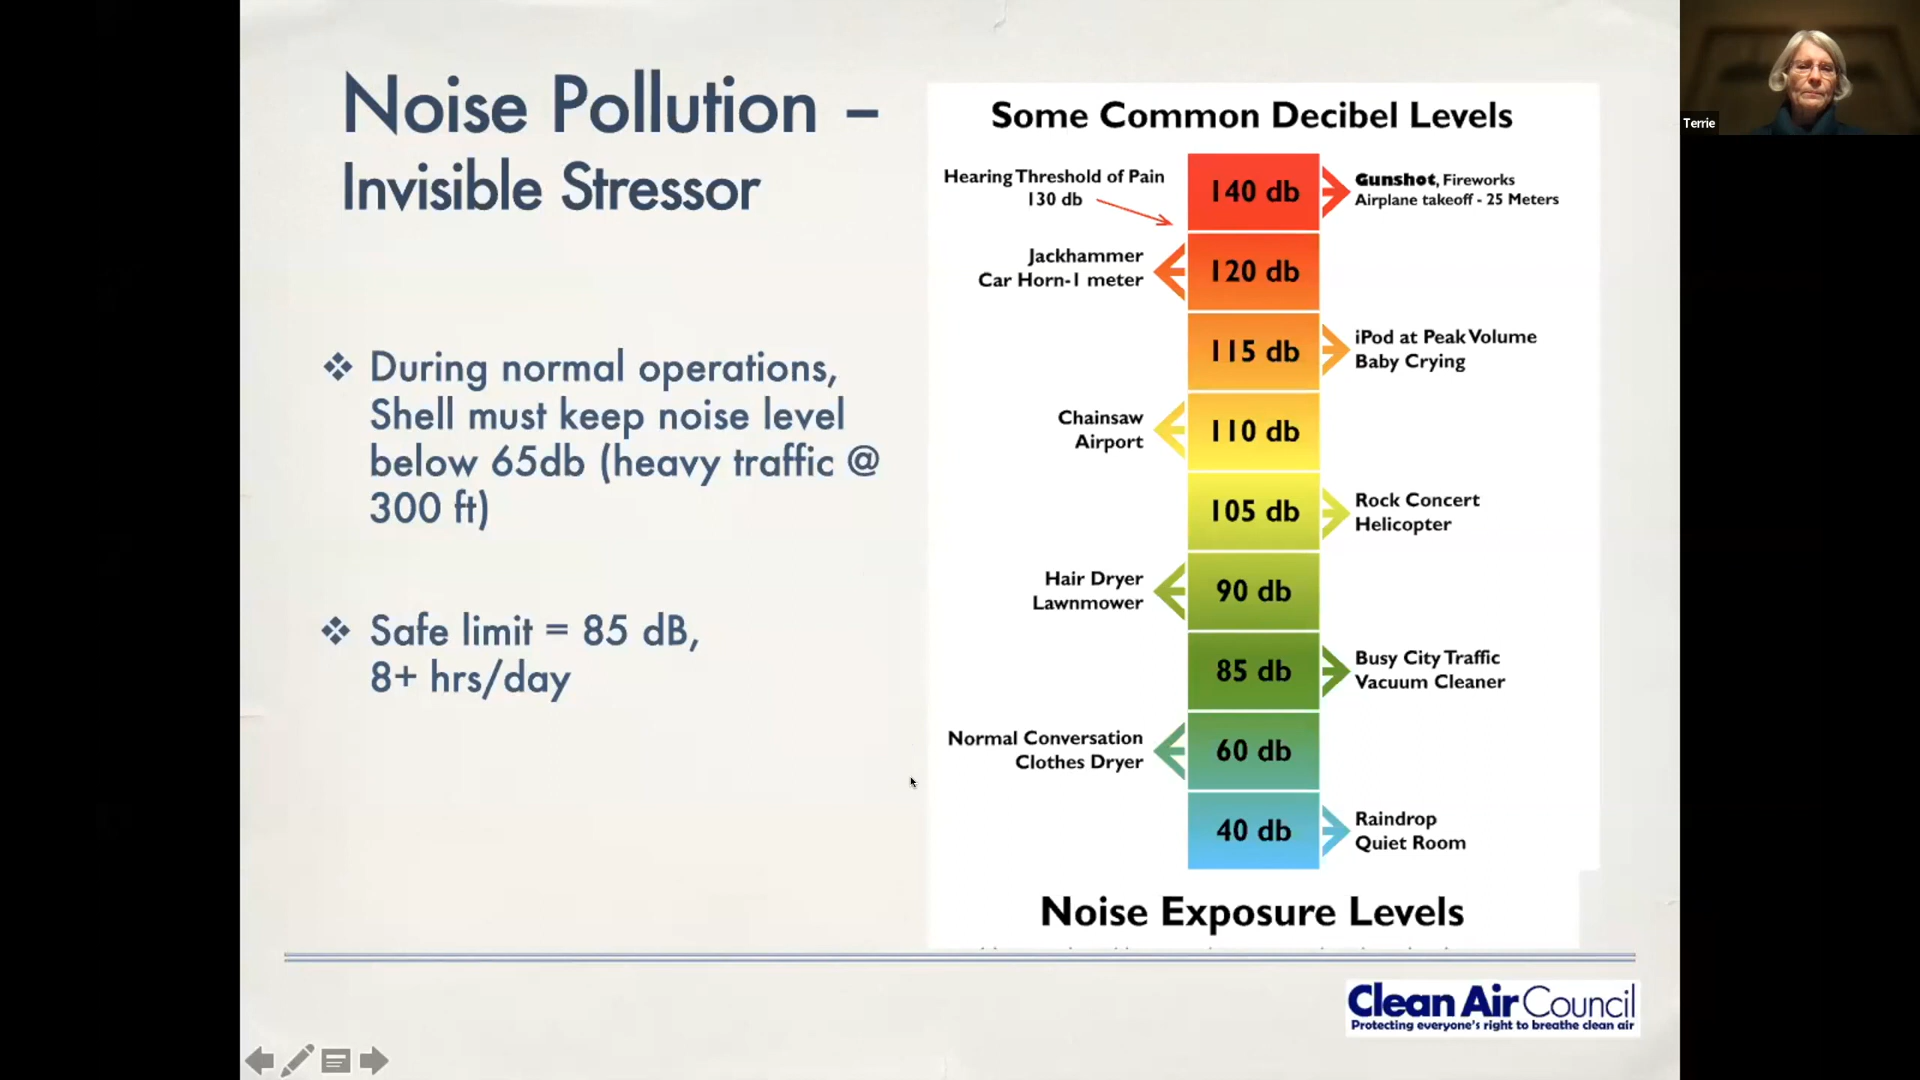 Noise Pollution –
Invisible Stressor
❖ During normal operations,
Shell must keep noise level
below 65db (heavy traffic @
300 ft)
❖ Safe limit = 85 dB,
8+ hrs/day
Some Common Decibel Levels
Hearing Threshold of Pain
130 db
140 db
Gunshot, Fireworks
Airplane takeoff - 25 Meters
Jackhammer
Car Horn-1 meter
120 db
115 db
iPod at Peak Volume
Baby Crying
Chainsaw
Airport
110 db
105 db
Rock Concert
Helicopter
Hair Dryer
Lawnmower
90 db
85 db
Busy City Traffic
Vacuum Cleaner
Normal Conversation
Clothes Dryer
60 db
40 db
Raindrop
Quiet Room
Noise Exposure Levels
Clean Air Council
Protecting everyone's right to breathe clean air
Terrie